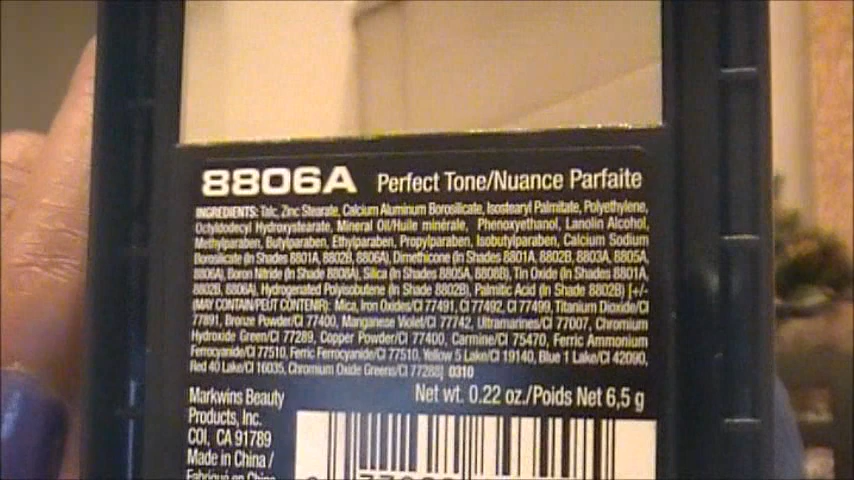 8806A Perfect Tone/Nuance Parfaite
INGREDIENTS: Talc, Zinc Stearate, Calcium Aluminum Borosilicate, Isostearyl Palmitate, Polyethylene,
Octyldodecyl Hydroxystearate, Mineral Oil/Huile minérale, Phenoxyethanol, Lanolin Alcohol,
Methylparaben, Butylparaben, Ethylparaben, Propylparaben, Isobutylparaben, Calcium Sodium
Borosilicate (in Shades 8801A, 8802B, 8806A), Dimethicone (in Shades 8801A, 8802B, 8803A, 8805A,
8806A) Boron Nitride (in Shade 8808A), Silica (in Shades 8805A, 8808B), Tin Oxide (in Shades 8801A,
8802B, 8806A), Hydrogenated Polyisobutene (in Shade 8802B), Palmitic Acid (in Shade 8802B) [+/-
(MAY CONTAIN/PEUT CONTENIR): Mica, Iron Oxides/CI 77491, CI 77492, CI 77499, Titanium Dioxide/CI
77891, Bronze Powder/CI 77400, Manganese Violet/CI 77742, Ultramarines/CI 77007, Chromium
Hydroxide Green/CI 77289, Copper Powder/CI 77400, Carmine/CI 75470, Ferric Ammonium
Ferrocyanide/CI 77510, Ferric Ferrocyanide/CI 77510, Yellow 5 Lake/CI 19140, Blue 1 Lake/CI 42090,
Red 40 Lake/CI 16035, Chromium Oxide Greens/CI 77288] 0310
Markwins Beauty
Products, Inc.
COI, CA 91789
Made in China /
Fabriqué en Chine
Net wt. 0.22 oz./Poids Net 6,5 g